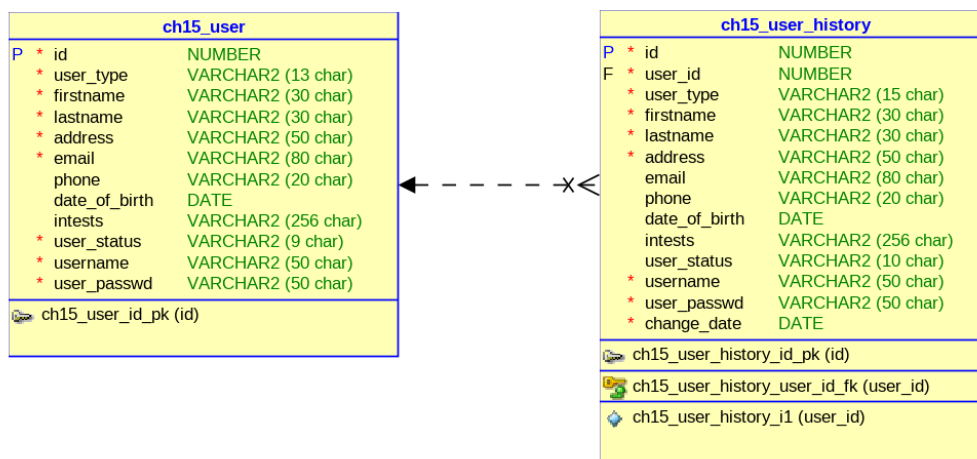 ch15_user
P * id NUMBER
* user_type VARCHAR2 (13 char)
* firstname VARCHAR2 (30 char)
* lastname VARCHAR2 (30 char)
* address VARCHAR2 (50 char)
* email VARCHAR2 (80 char)
phone VARCHAR2 (20 char)
date_of_birth DATE
intests VARCHAR2 (256 char)
* user_status VARCHAR2 (9 char)
* username VARCHAR2 (50 char)
* user_passwd VARCHAR2 (50 char)
ch15_user_id_pk (id)
ch15_user_history
P * id NUMBER
F * user_id NUMBER
* user_type VARCHAR2 (15 char)
* firstname VARCHAR2 (30 char)
* lastname VARCHAR2 (30 char)
* address VARCHAR2 (50 char)
email VARCHAR2 (80 char)
phone VARCHAR2 (20 char)
date_of_birth DATE
intests VARCHAR2 (256 char)
user_status VARCHAR2 (10 char)
* username VARCHAR2 (50 char)
* user_passwd VARCHAR2 (50 char)
* change_date DATE
ch15_user_history_id_pk (id)
ch15_user_history_user_id_fk (user_id)
ch15_user_history_i1 (user_id)